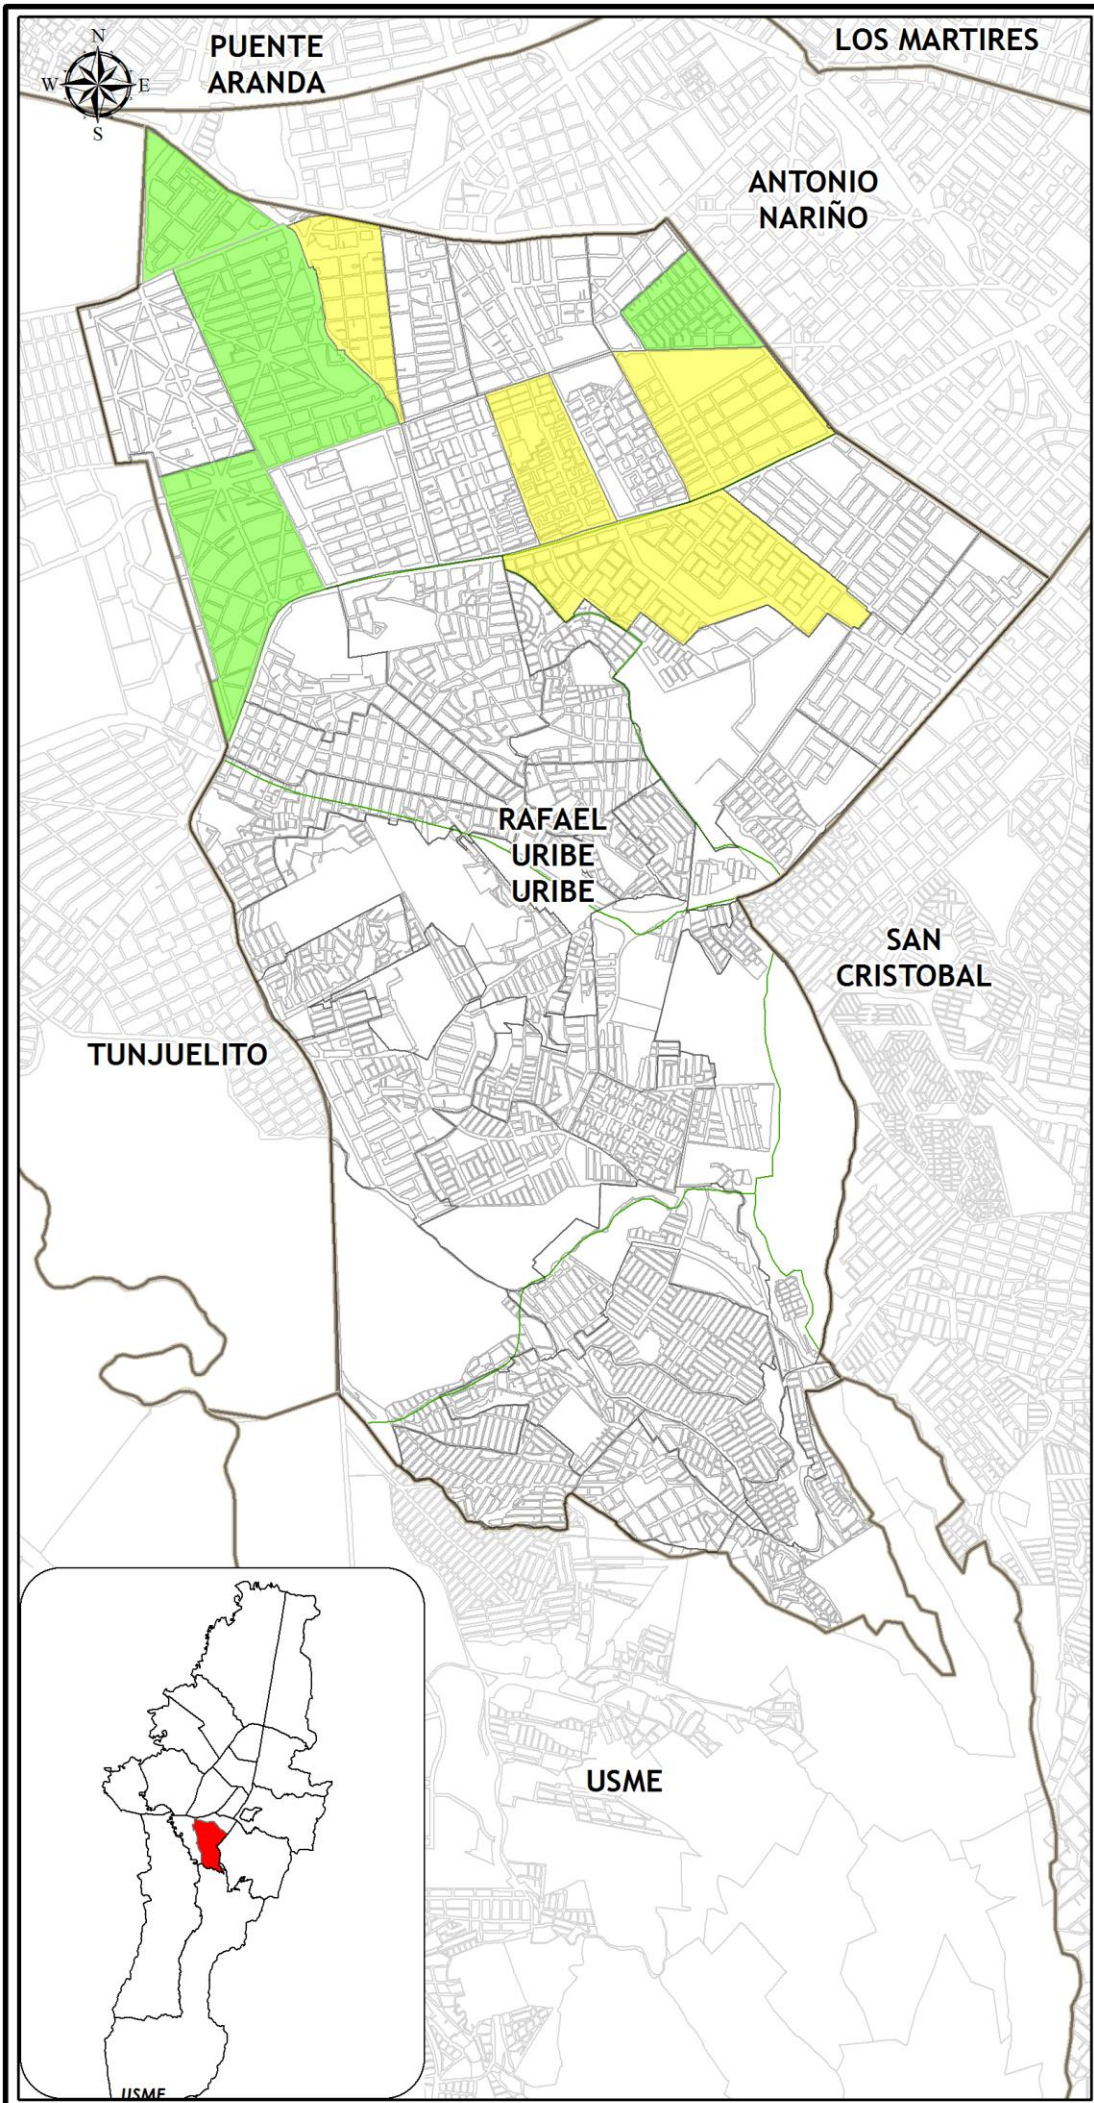 N
W
E
S
PUENTE
ARANDA
LOS MARTIRES
ANTONIO
NARIÑO
RAFAEL
URIBE
URIBE
SAN
CRISTOBAL
TUNJUELITO
USME
USME